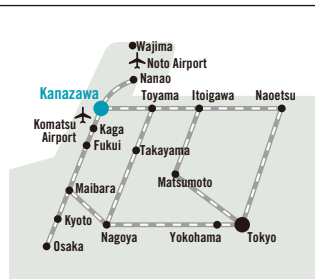 Wajima
Noto Airport
Nanao
Kanazawa
Toyama
Itoigawa
Naoetsu
Komatsu
Airport
Kaga
Fukui
Takayama
Matsumoto
Maibara
Kyoto
Nagoya
Yokohama
Tokyo
Osaka